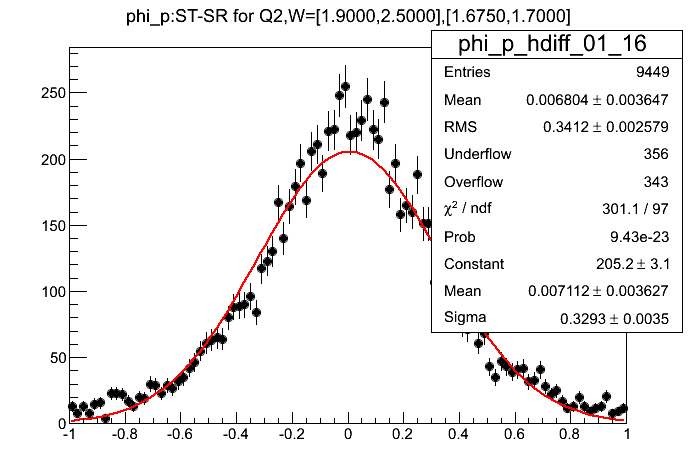 phi_p:ST-SR for Q2,W=[1.9000,2.5000],[1.6750,1.7000]
phi_p_hdiff_01_16
Entries 9449
Mean 0.006804 ± 0.003647
RMS 0.3412 ± 0.002579
Underflow 356
Overflow 343
χ² / ndf 301.1 / 97
Prob 9.43e-23
Constant 205.2 ± 3.1
Mean 0.007112 ± 0.003627
Sigma 0.3293 ± 0.0035
250
200
150
100
50
0
-1 -0.8 -0.6 -0.4 -0.2 0 0.2 0.4 0.6 0.8 1